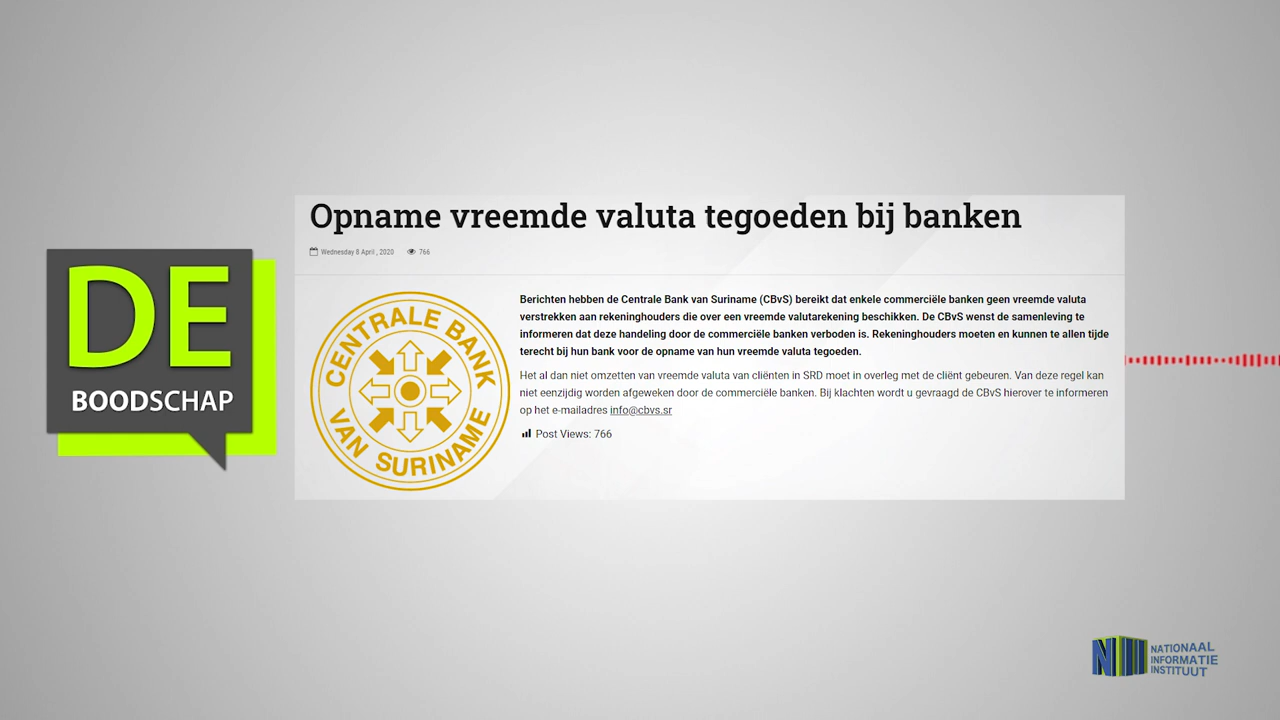 Opname vreemde valuta tegoeden bij banken
Wednesday 8 April , 2020 766
DE
BOODSCHAP
CENTRALE BANK
VAN SURINAME
Berichten hebben de Centrale Bank van Suriname (CBvS) bereikt dat enkele commerciële banken geen vreemde valuta
verstrekken aan rekeninghouders die over een vreemde valutarekening beschikken. De CBvS wenst de samenleving te
informeren dat deze handeling door de commerciële banken verboden is. Rekeninghouders moeten en kunnen te allen tijde
terecht bij hun bank voor de opname van hun vreemde valuta tegoeden.
Het al dan niet omzetten van vreemde valuta van cliënten in SRD moet in overleg met de cliënt gebeuren. Van deze regel kan
niet eenzijdig worden afgeweken door de commerciële banken. Bij klachten wordt u gevraagd de CBvS hierover te informeren
op het e-mailadres info@cbvs.sr
Post Views: 766
NII
NATIONAAL
INFORMATIE
INSTITUUT